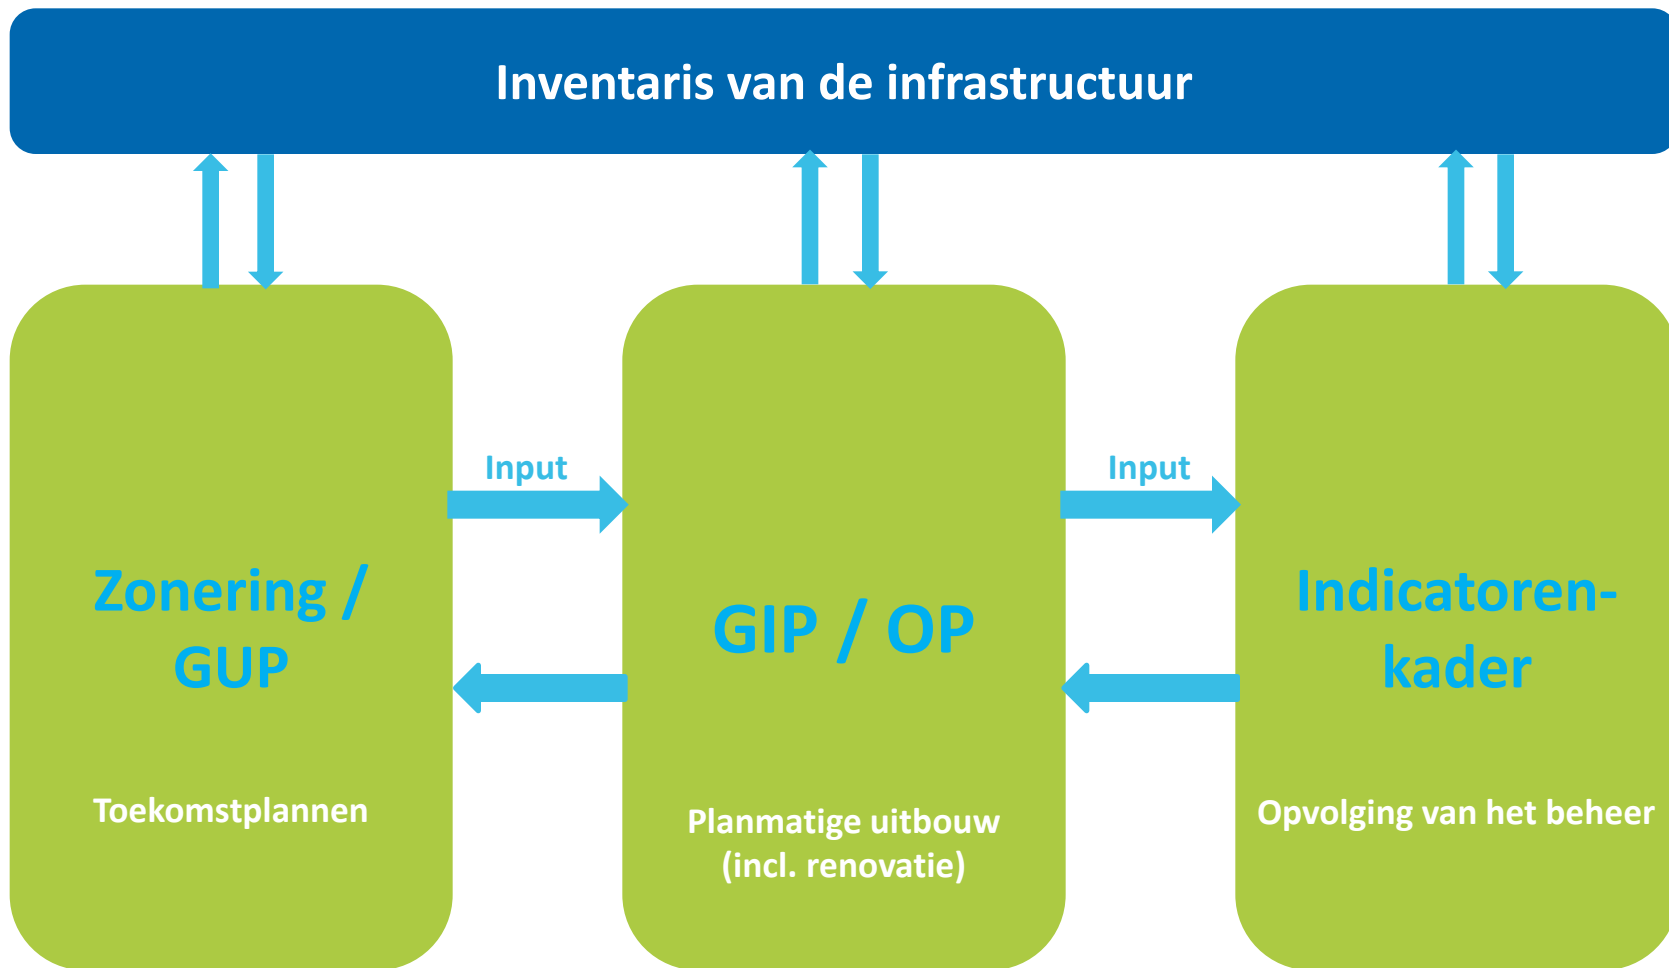 Inventaris van de infrastructuur
Input
Input
Zonering /
GUP
GIP / OP
Indicatoren-
kader
Toekomstplannen
Planmatige uitbouw
(incl. renovatie)
Opvolging van het beheer